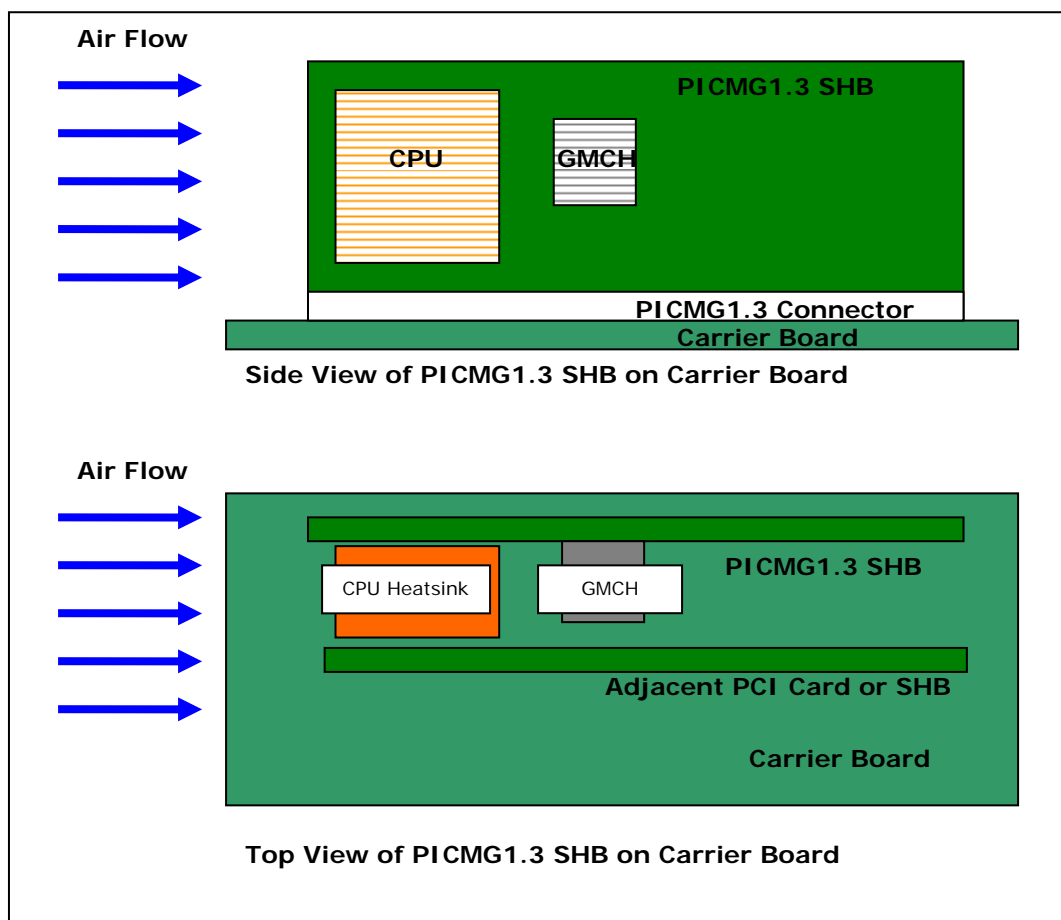 Air Flow
PICMG1.3 SHB
CPU
GMCH
PICMG1.3 Connector
Carrier Board
Side View of PICMG1.3 SHB on Carrier Board
Air Flow
PICMG1.3 SHB
CPU Heatsink
GMCH
Adjacent PCI Card or SHB
Carrier Board
Top View of PICMG1.3 SHB on Carrier Board